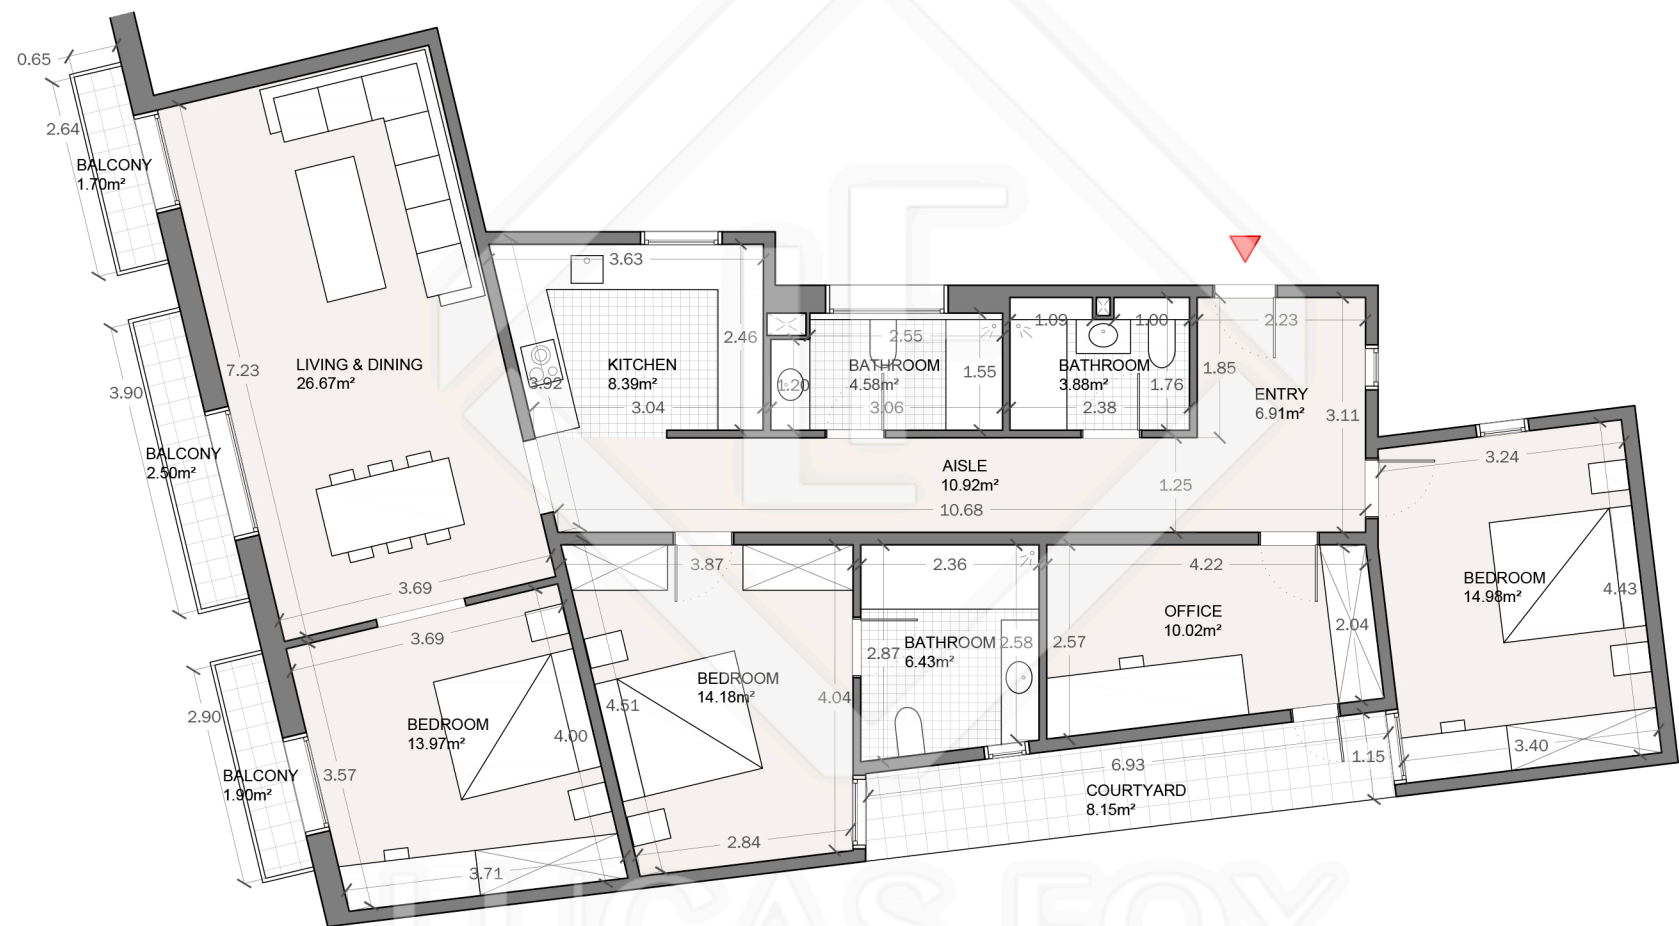 0.65
2.64
BALCONY
1.70m²
3.90
BALCONY
2.50m²
2.90
BALCONY
1.90m²
7.23
LIVING & DINING
26.67m²
3.69
3.69
BEDROOM
13.97m²
3.57
4.00
3.71
3.63
2.46
KITCHEN
8.39m²
3.92
3.04
1.20
2.55
BATHROOM
4.58m²
1.55
3.06
1.09
1.00
BATHROOM
3.88m²
1.76
2.38
2.23
1.85
ENTRY
6.91m²
3.11
AISLE
10.92m²
1.25
10.68
3.87
4.51
BEDROOM
14.18m²
4.04
2.84
2.36
BATHROOM
6.43m²
2.87
2.58
4.22
OFFICE
10.02m²
2.57
2.04
3.24
BEDROOM
14.98m²
4.43
3.40
6.93
1.15
COURTYARD
8.15m²
LUCAS FOX